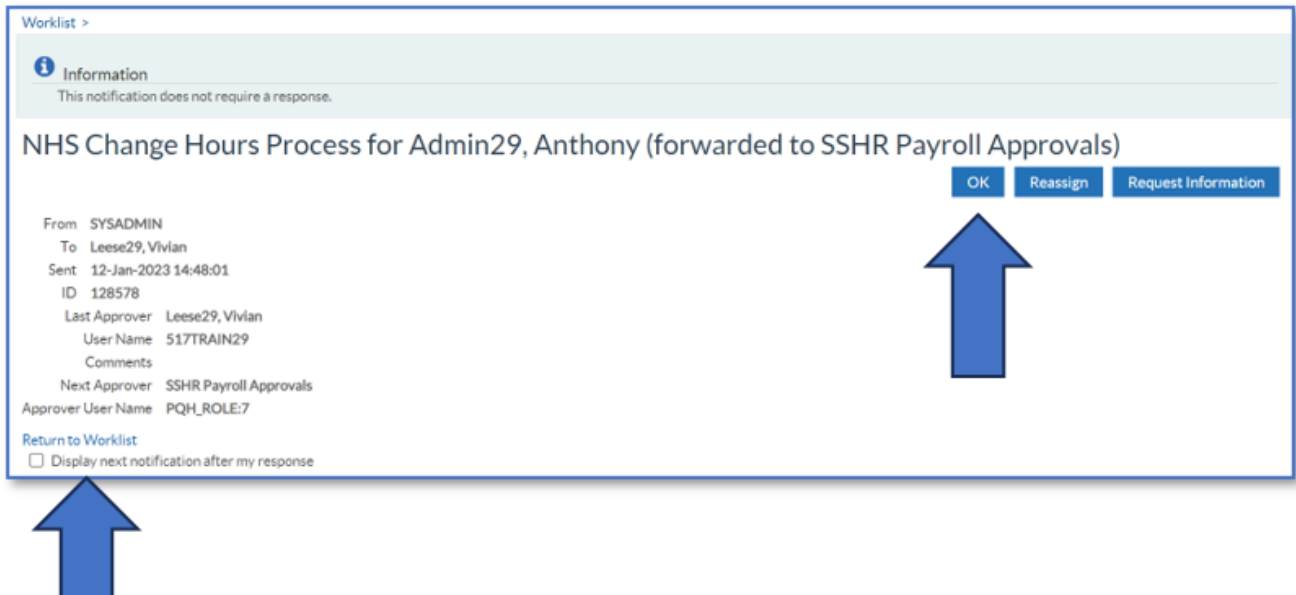 Worklist >
Information
This notification does not require a response.
NHS Change Hours Process for Admin29, Anthony (forwarded to SSHR Payroll Approvals)
OK Reassign Request Information
From SYSADMIN
To Leese29, Vivian
Sent 12-Jan-2023 14:48:01
ID 128578
Last Approver Leese29, Vivian
User Name 517TRAIN29
Comments
Next Approver SSHR Payroll Approvals
Approver User Name PQH_ROLE:7
Return to Worklist
Display next notification after my response